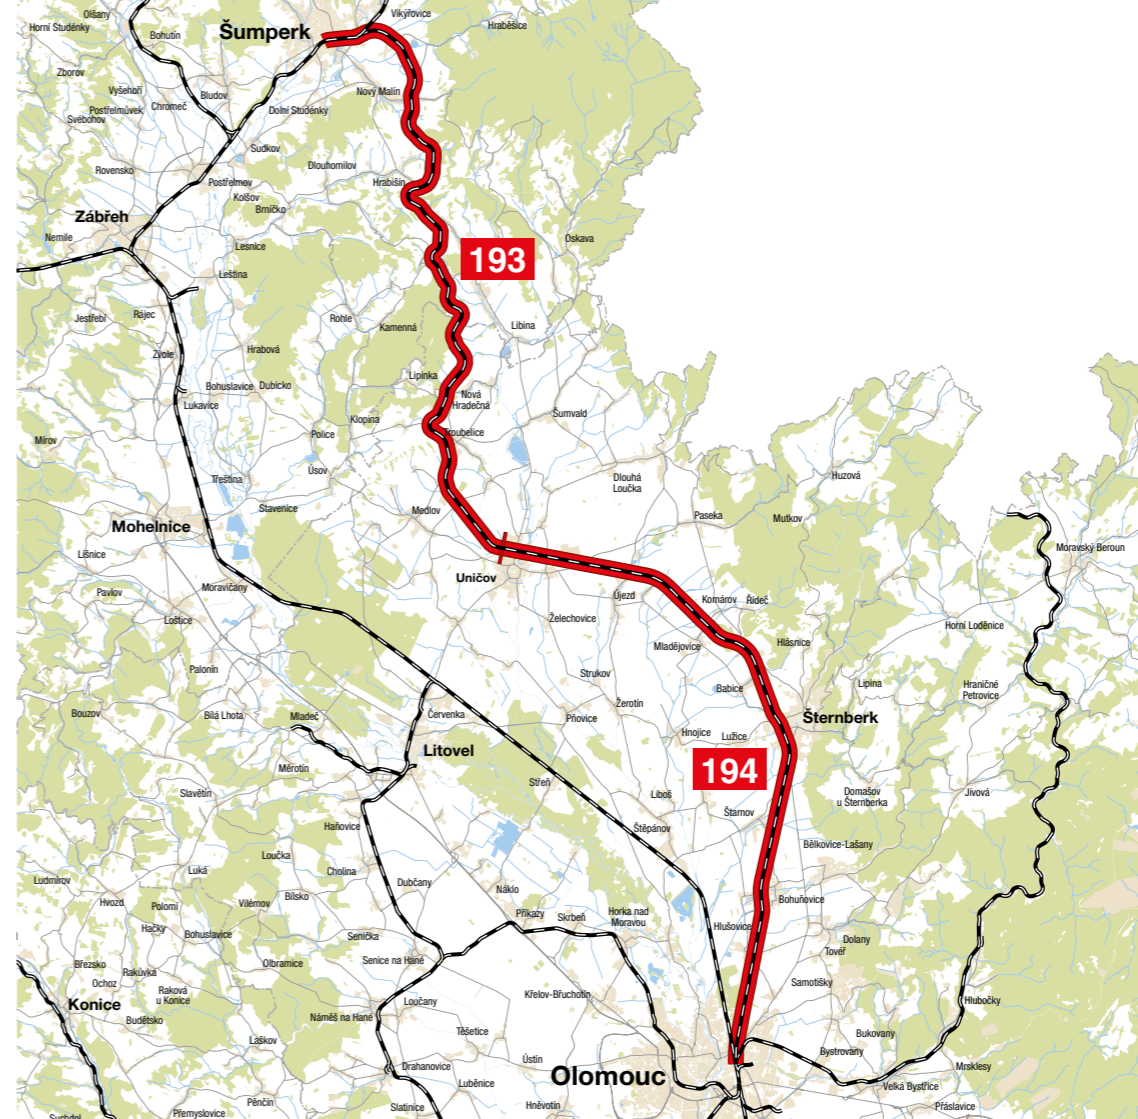 Olšany
Vikýřovice
Horní Studénky
Bohutín
Šumperk
Hraběšice
Zborov
Vyšehoří
Bludov
Nový Malín
Postřelmůvek
Chromeč
Dolní Studénky
Svébohov
Sudkov
Rovensko
Dlouhomilov
Postřelmov
Hrabišín
Kolšov
Brníčko
Zábřeh
Nemile
Lesnice
Oskava
193
Leština
Jestřebí
Rájec
Rohle
Kamenná
Libina
Zvole
Hrabová
Lipinka
Bohuslavice
Dubicko
Nová
Hradečná
Lukavice
Klopina
Šumvald
Mírov
Police
Troubelice
Úsov
Třeština
Dlouhá
Loučka
Huzová
Stavenice
Medlov
Paseka
Mutkov
Mohelnice
Lišnice
Moravský Beroun
Uničov
Pavlov
Moravičany
Újezd
Komárov
Řídeč
Loštice
Želechovice
Horní Loděnice
Mladějovice
Hlásnice
Palonín
Strukov
Babice
Lipina
Hraničné
Petrovice
Bouzov
Bílá Lhota
Mladeč
Červenka
Pňovice
Žerotín
Šternberk
Hnojice
Lužice
Litovel
Měrotín
194
Slavětín
Střeň
Liboš
Domašov
u Šternberka
Jívová
Haňovice
Štěpánov
Štarnov
Loučka
Bělkovice-Lašany
Luká
Cholina
Ludmírov
Dubčany
Náklo
Hvozd
Polomí
Vilémov
Bílsko
Bohuňovice
Příkazy
Skrbeň
Horka nad
Moravou
Hačky
Bohuslavice
Senička
Hlušovice
Dolany
Tovéř
Březsko
Rakůvka
Olbramice
Senice na Hané
Ochoz
Raková
u Konice
Samotíšky
Křelov-Břuchotín
Konice
Loučany
Hlubočky
Budětsko
Náměš na Hané
Těšetice
Bukovany
Laškov
Bystrovany
Ústín
Drahanovice
Mrsklesy
Olomouc
Luběnice
Velká Bystřice
Pěnčín
Přemyslovice
Slatinice
Hněvotín
Přáslavice